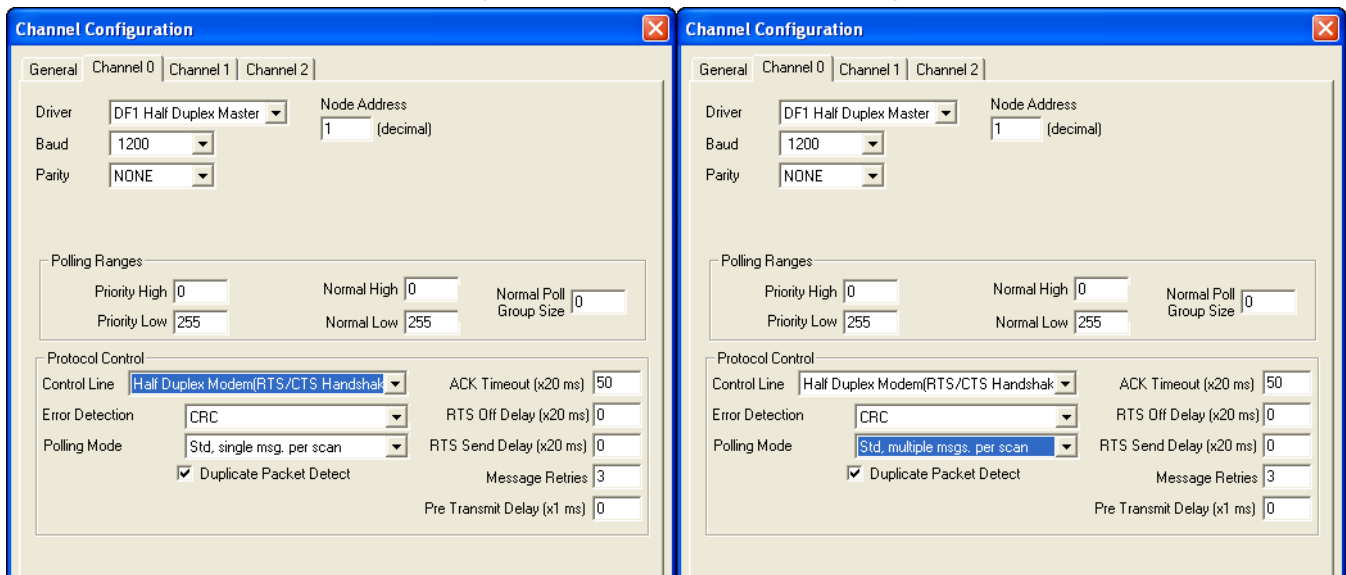 Channel Configuration
General Channel 0 Channel 1 Channel 2
Driver DF1 Half Duplex Master Node Address
1 (decimal)
Baud 1200
Parity NONE
Polling Ranges
Priority High 0 Normal High 0 Normal Poll Group Size 0
Priority Low 255 Normal Low 255
Protocol Control
Control Line Half Duplex Modem(RTS/CTS Handshak ACK Timeout (x20 ms) 50
Error Detection CRC RTS Off Delay (x20 ms) 0
Polling Mode Std, single msg. per scan RTS Send Delay (x20 ms) 0
Duplicate Packet Detect Message Retries 3
Pre Transmit Delay (x1 ms) 0
Channel Configuration
General Channel 0 Channel 1 Channel 2
Driver DF1 Half Duplex Master Node Address
1 (decimal)
Baud 1200
Parity NONE
Polling Ranges
Priority High 0 Normal High 0 Normal Poll Group Size 0
Priority Low 255 Normal Low 255
Protocol Control
Control Line Half Duplex Modem(RTS/CTS Handshak ACK Timeout (x20 ms) 50
Error Detection CRC RTS Off Delay (x20 ms) 0
Polling Mode Std, multiple msgs. per scan RTS Send Delay (x20 ms) 0
Duplicate Packet Detect Message Retries 3
Pre Transmit Delay (x1 ms) 0